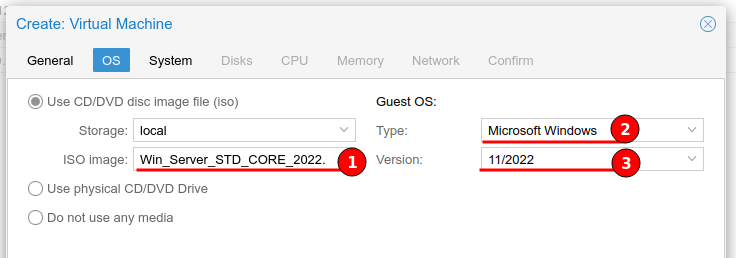 Create: Virtual Machine
General OS System Disks CPU Memory Network Confirm
Use CD/DVD disc image file (iso) Guest OS:
Storage: local Type: Microsoft Windows 2
ISO image: Win_Server_STD_CORE_2022. 1 Version: 11/2022 3
Use physical CD/DVD Drive
Do not use any media